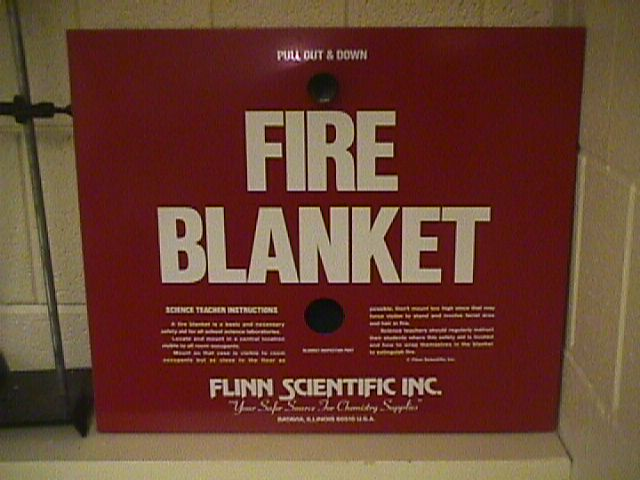 PULL OUT & DOWN
FIRE
BLANKET
SCIENCE TEACHER INSTRUCTIONS
A fire blanket is a basic and necessary
safety aid for all school science laboratories.
Locate and mount in a central location
visible to all room occupants.
Mount so that case is visible to room
occupants but as close to the floor as
possible. Don't mount too high since that may
force victim to stand and involve facial area
and hair in fire.
Science teachers should regularly instruct
their students where this safety aid is located
and how to wrap themselves in the blanket
to extinguish fire.
© Flinn Scientific, Inc.
BLANKET INSPECTION PORT
FLINN SCIENTIFIC INC.
"Your Safer Source For Chemistry Supplies"
BATAVIA, ILLINOIS 60510 U.S.A.